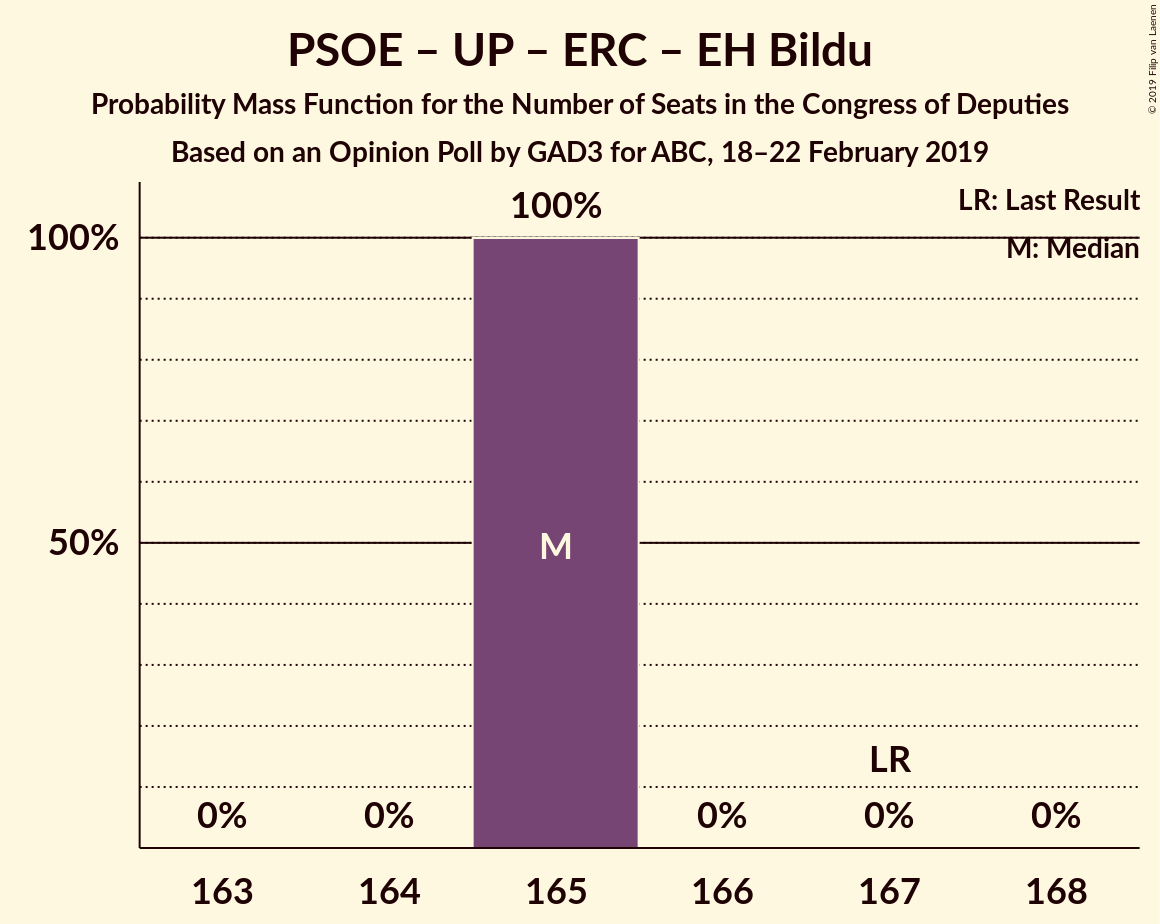 PSOE – UP – ERC – EH Bildu
Probability Mass Function for the Number of Seats in the Congress of Deputies
Based on an Opinion Poll by GAD3 for ABC, 18–22 February 2019
© 2019 Filip van Laenen
LR: Last Result
M: Median
100%
100%
50%
M
LR
0% 0% 0% 0% 0%
163 164 165 166 167 168